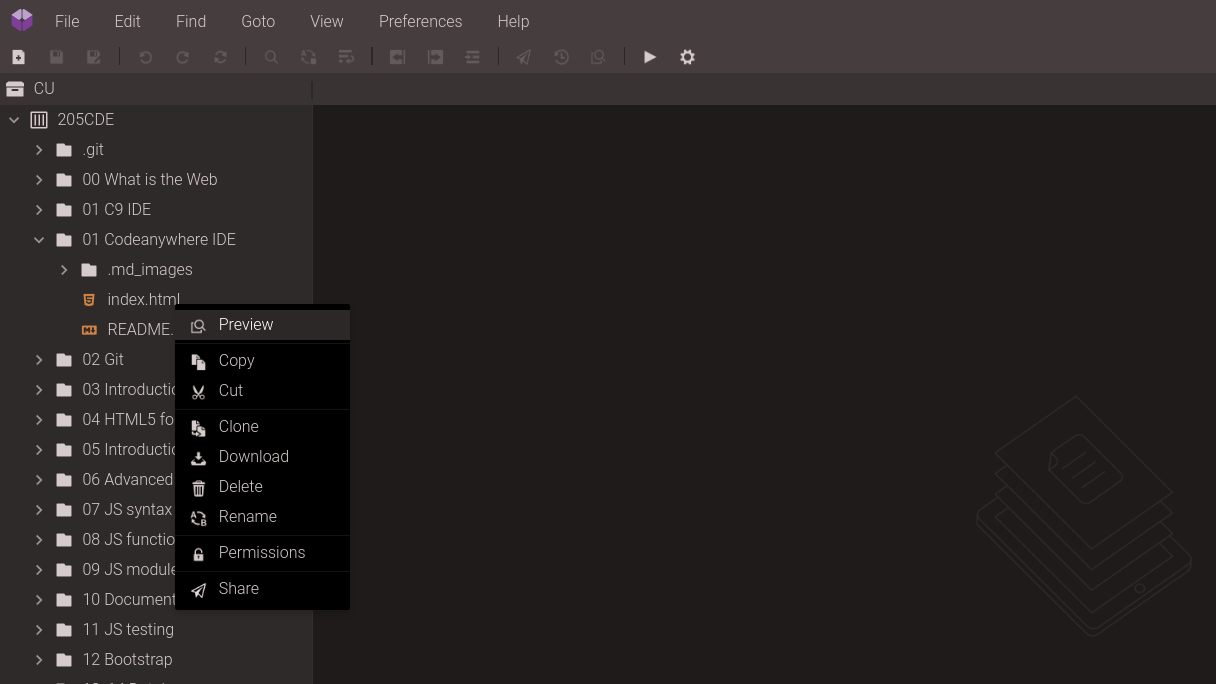 File Edit Find Goto View Preferences Help
CU
205CDE
.git
00 What is the Web
01 C9 IDE
01 Codeanywhere IDE
.md_images
index.html
README.
Preview
Copy
Cut
Clone
Download
Delete
Rename
Permissions
Share
02 Git
03 Introductio
04 HTML5 fo
05 Introductio
06 Advanced
07 JS syntax
08 JS functio
09 JS module
10 Document
11 JS testing
12 Bootstrap